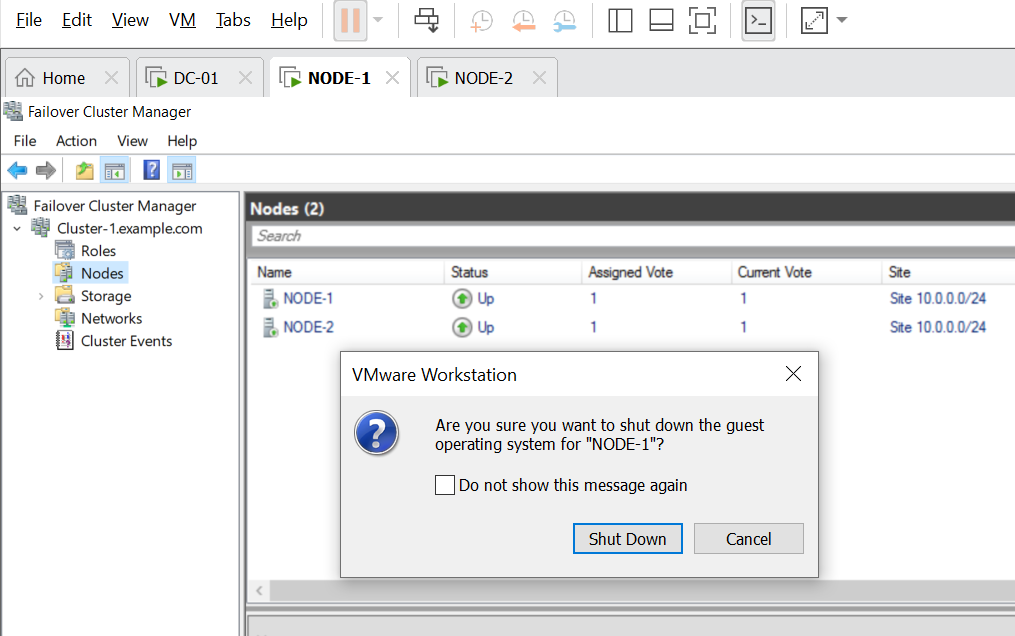 File Edit View VM Tabs Help
Home DC-01 NODE-1 NODE-2
Failover Cluster Manager
File Action View Help
Failover Cluster Manager
Cluster-1.example.com
Roles
Nodes
Storage
Networks
Cluster Events
Nodes (2)
Search
Name Status Assigned Vote Current Vote Site
NODE-1 Up 1 1 Site 10.0.0.0/24
NODE-2 Up 1 1 Site 10.0.0.0/24
VMware Workstation
Are you sure you want to shut down the guest
operating system for "NODE-1"?
Do not show this message again
Shut Down Cancel